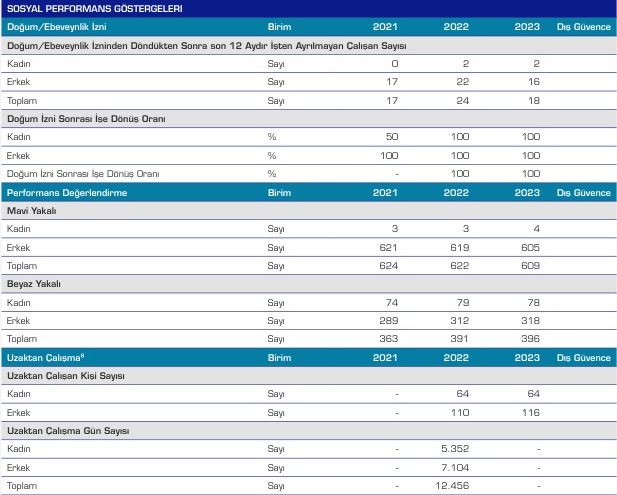 SOSYAL PERFORMANS GÖSTERGELERİ
Doğum/Ebeveynlik İzni Birim 2021 2022 2023 Dış Güvence
Doğum/Ebeveynlik İzninden Döndükten Sonra son 12 Aydır İşten Ayrılmayan Çalışan Sayısı
Kadın Sayı 0 2 2
Erkek Sayı 17 22 16
Toplam Sayı 17 24 18
Doğum İzni Sonrası İşe Dönüş Oranı
Kadın % 50 100 100
Erkek % 100 100 100
Doğum İzni Sonrası İşe Dönüş Oranı % - 100 100
Performans Değerlendirme Birim 2021 2022 2023 Dış Güvence
Mavi Yakalı
Kadın Sayı 3 3 4
Erkek Sayı 621 619 605
Toplam Sayı 624 622 609
Beyaz Yakalı
Kadın Sayı 74 79 78
Erkek Sayı 289 312 318
Toplam Sayı 363 391 396
Uzaktan Çalışma⁶ Birim 2021 2022 2023 Dış Güvence
Uzaktan Çalışan Kişi Sayısı
Kadın Sayı - 64 64
Erkek Sayı - 110 116
Uzaktan Çalışma Gün Sayısı
Kadın Sayı - 5.352 -
Erkek Sayı - 7.104 -
Toplam Sayı - 12.456 -